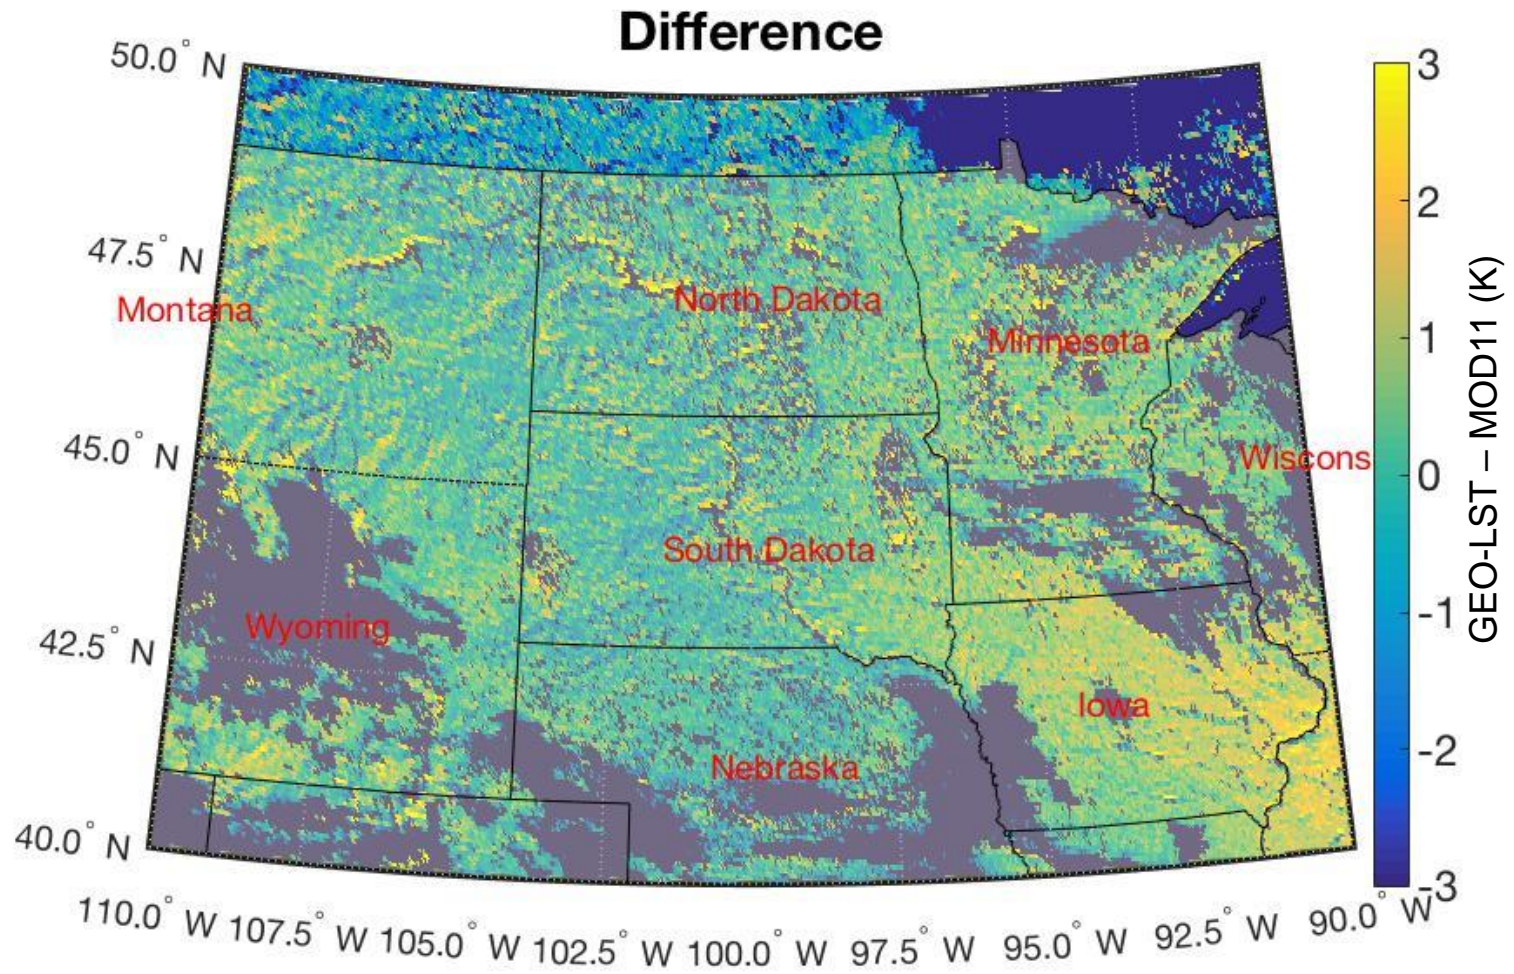 Difference
50.0° N
47.5° N
45.0° N
42.5° N
40.0° N
Montana
North Dakota
Minnesota
Wiscons
South Dakota
Wyoming
Iowa
Nebraska
110.0° W 107.5° W 105.0° W 102.5° W 100.0° W 97.5° W 95.0° W 92.5° W 90.0° W
3
2
1
0
-1
-2
-3
GEO-LST – MOD11 (K)